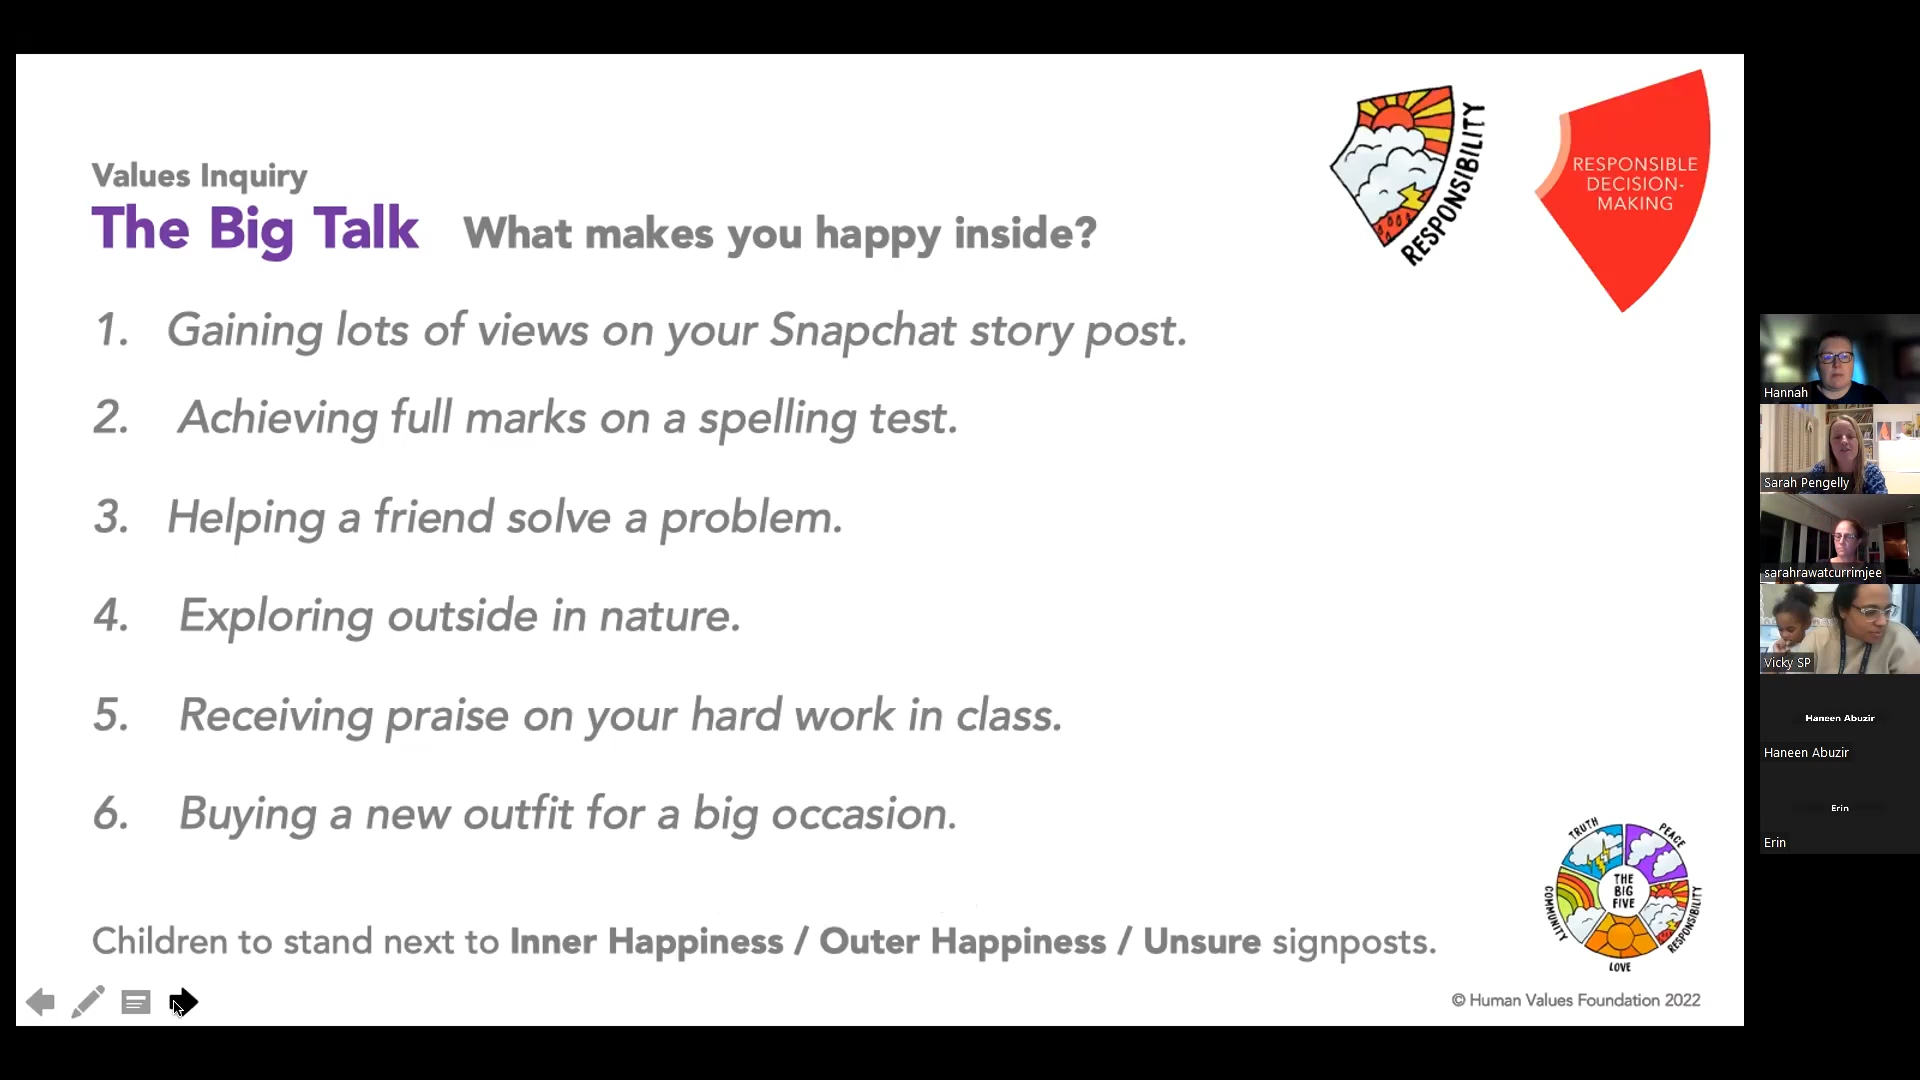 Values Inquiry
The Big Talk What makes you happy inside?
RESPONSIBILITY
RESPONSIBLE
DECISION-
MAKING
1. Gaining lots of views on your Snapchat story post.
2. Achieving full marks on a spelling test.
3. Helping a friend solve a problem.
4. Exploring outside in nature.
5. Receiving praise on your hard work in class.
6. Buying a new outfit for a big occasion.
Children to stand next to Inner Happiness / Outer Happiness / Unsure signposts.
TRUTH
PEACE
COMMUNITY
THE
BIG
FIVE
RESPONSIBILITY
LOVE
© Human Values Foundation 2022
Hannah
Sarah Pengelly
sarahrawatcurrimjee
Vicky SP
Haneen Abuzir
Haneen Abuzir
Erin
Erin